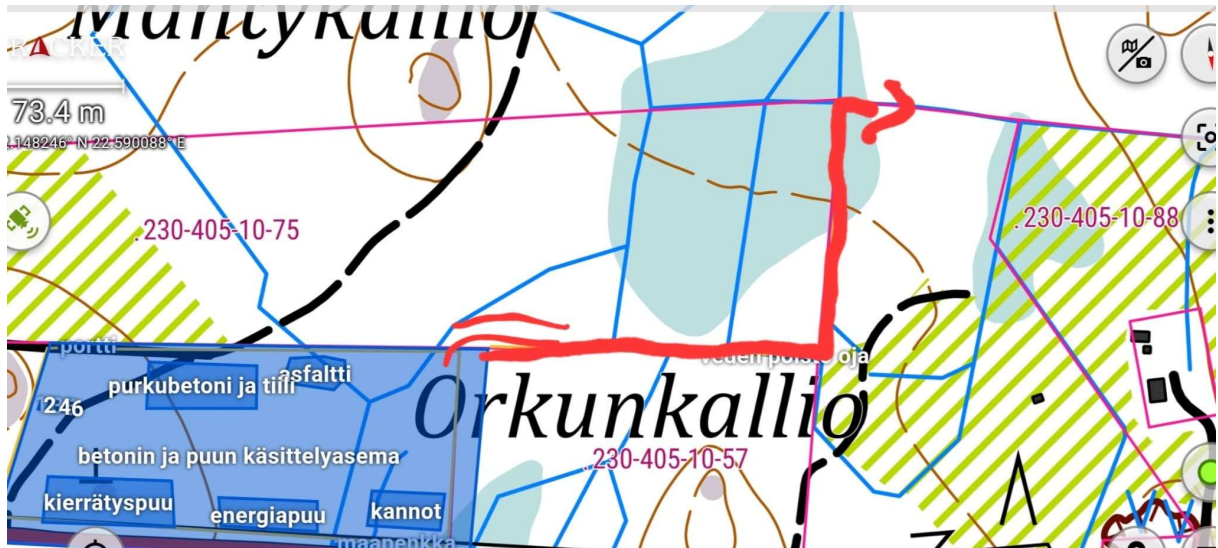 Mäntykallio
TRACKER
73.4 m
.230-405-10-75
.230-405-10-88
portti
asfaltti
purkubetoni ja tiili
veden poisto oja
Orkunkallio
betonin ja puun käsittelyasema
.230-405-10-57
kierrätyspuu
energiapuu
kannot
maapenkka